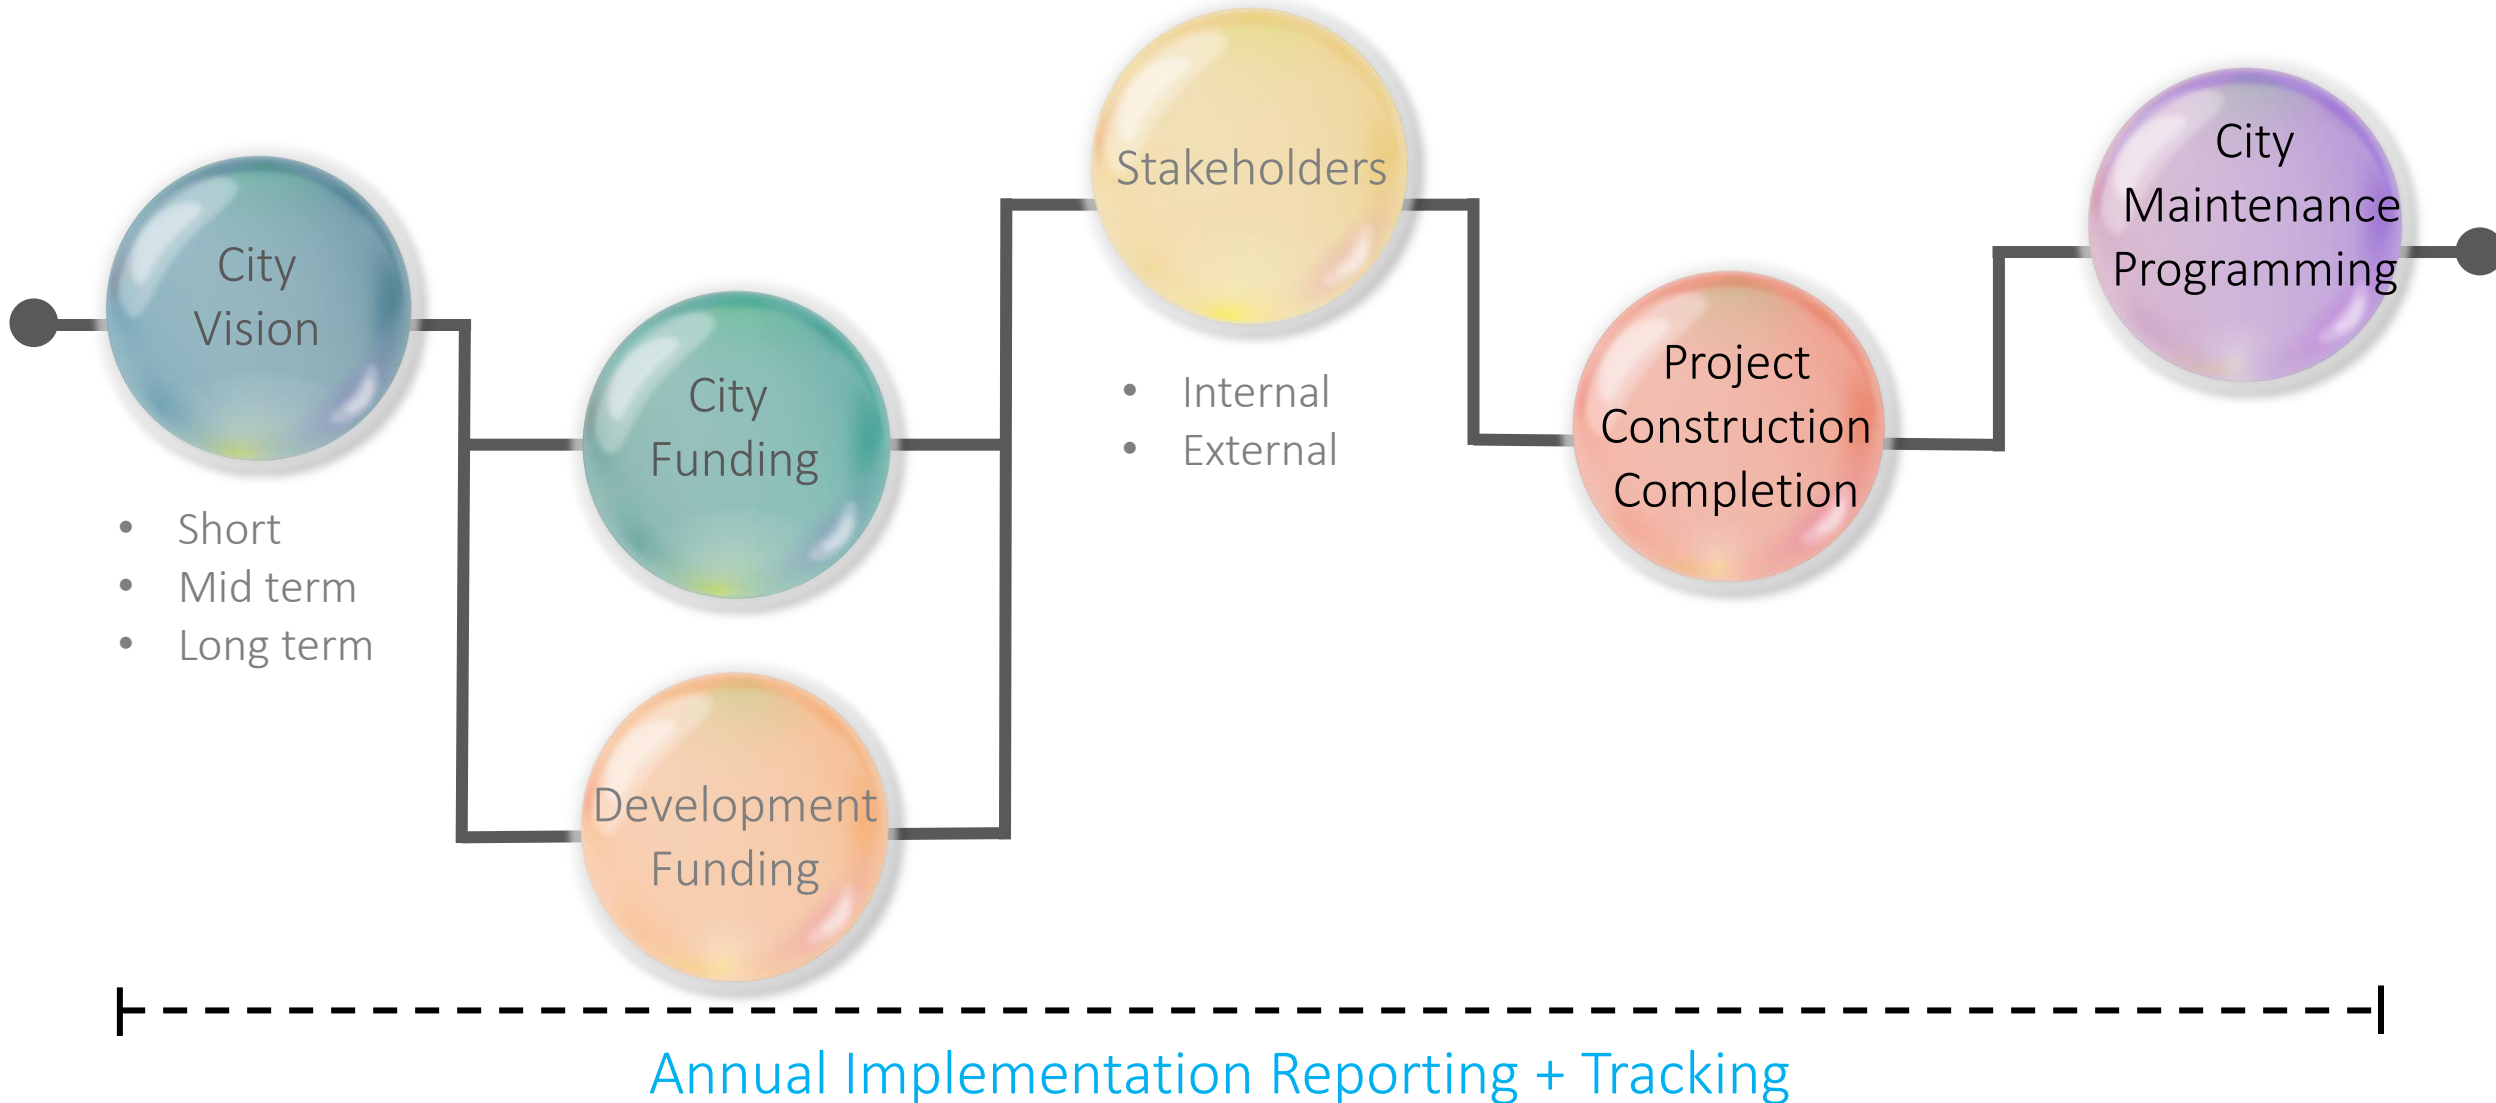 City
Vision
• Short
• Mid term
• Long term
City
Funding
Development
Funding
Stakeholders
• Internal
• External
Project
Construction
Completion
City
Maintenance
Programming
Annual Implementation Reporting + Tracking